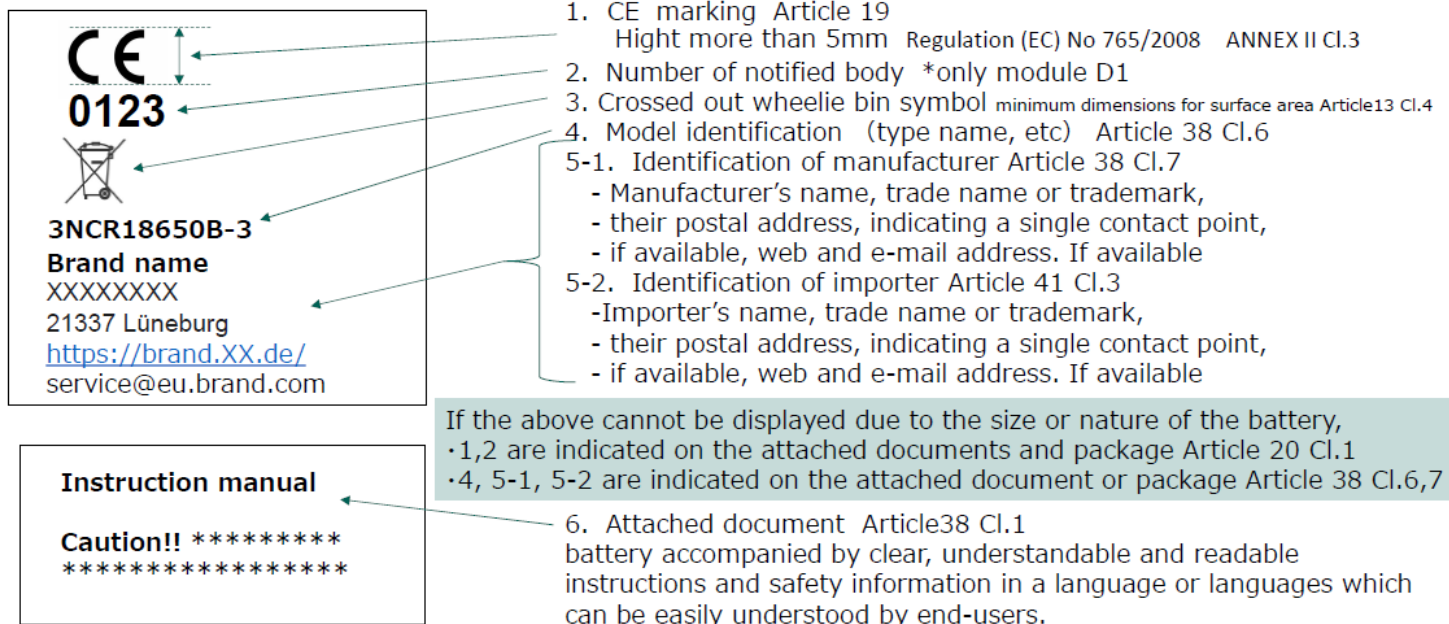 CE
0123
3NCR18650B-3
Brand name
XXXXXXXX
21337 Lüneburg
https://brand.XX.de/
service@eu.brand.com
Instruction manual
Caution!! *********
*****************
1. CE marking Article 19
Hight more than 5mm Regulation (EC) No 765/2008 ANNEX II Cl.3
2. Number of notified body *only module D1
3. Crossed out wheelie bin symbol minimum dimensions for surface area Article13 Cl.4
4. Model identification （type name, etc） Article 38 Cl.6
5-1. Identification of manufacturer Article 38 Cl.7
- Manufacturer's name, trade name or trademark,
- their postal address, indicating a single contact point,
- if available, web and e-mail address. If available
5-2. Identification of importer Article 41 Cl.3
-Importer's name, trade name or trademark,
- their postal address, indicating a single contact point,
- if available, web and e-mail address. If available
If the above cannot be displayed due to the size or nature of the battery,
・1,2 are indicated on the attached documents and package Article 20 Cl.1
・4, 5-1, 5-2 are indicated on the attached document or package Article 38 Cl.6,7
6. Attached document Article38 Cl.1
battery accompanied by clear, understandable and readable
instructions and safety information in a language or languages which
can be easily understood by end-users.